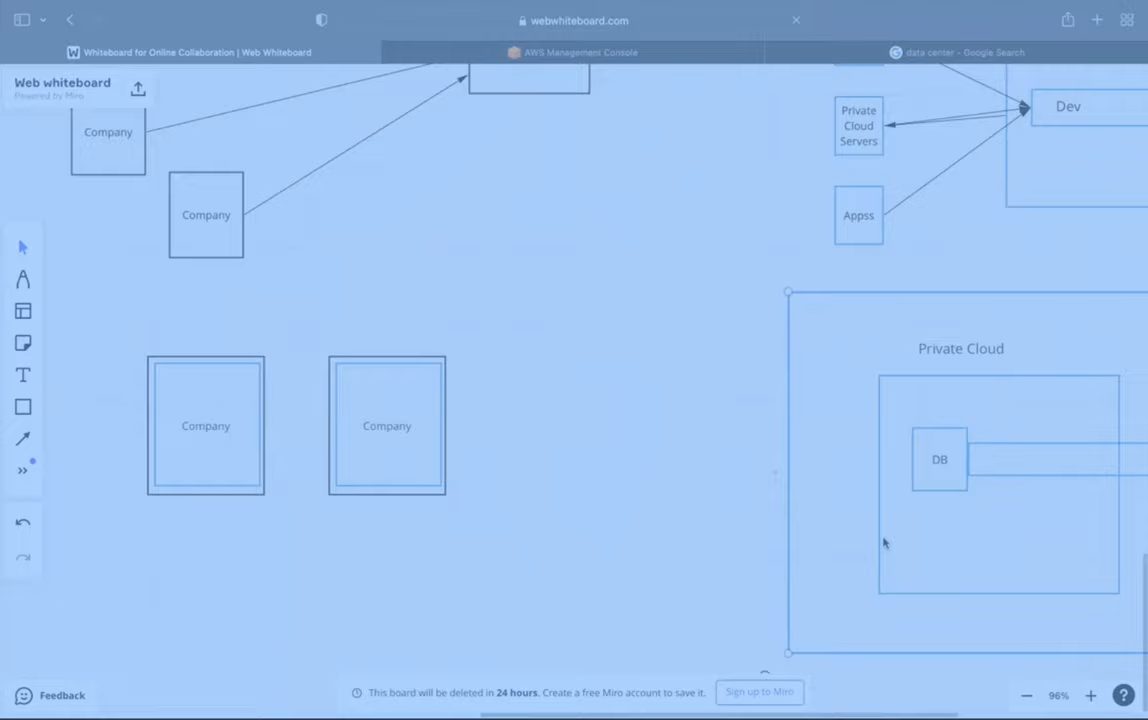 webwhiteboard.com
Whiteboard for Online Collaboration | Web Whiteboard
AWS Management Console
data center - Google Search
Web whiteboard
Powered by Miro
Company
Company
Private
Cloud
Servers
Dev
Appss
Company
Company
Private Cloud
DB
Feedback
This board will be deleted in 24 hours. Create a free Miro account to save it.
Sign up to Miro
96%